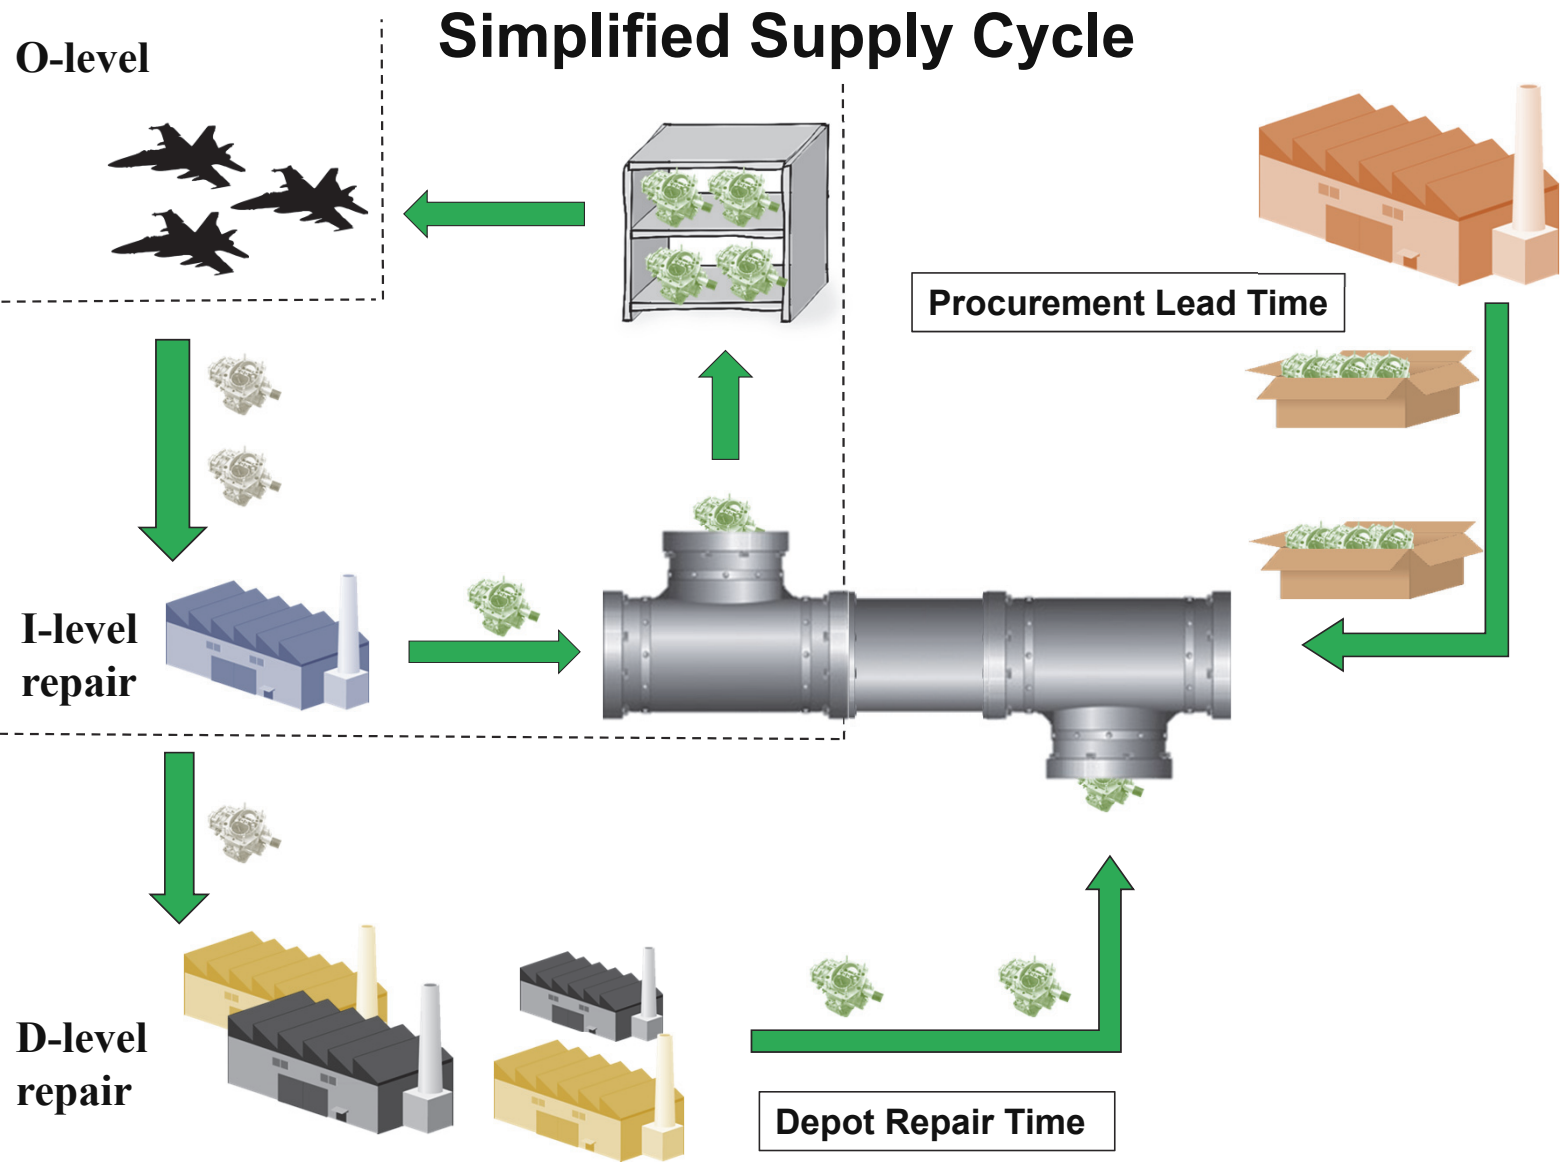 Simplified Supply Cycle
O-level
Procurement Lead Time
I-level
repair
D-level
repair
Depot Repair Time